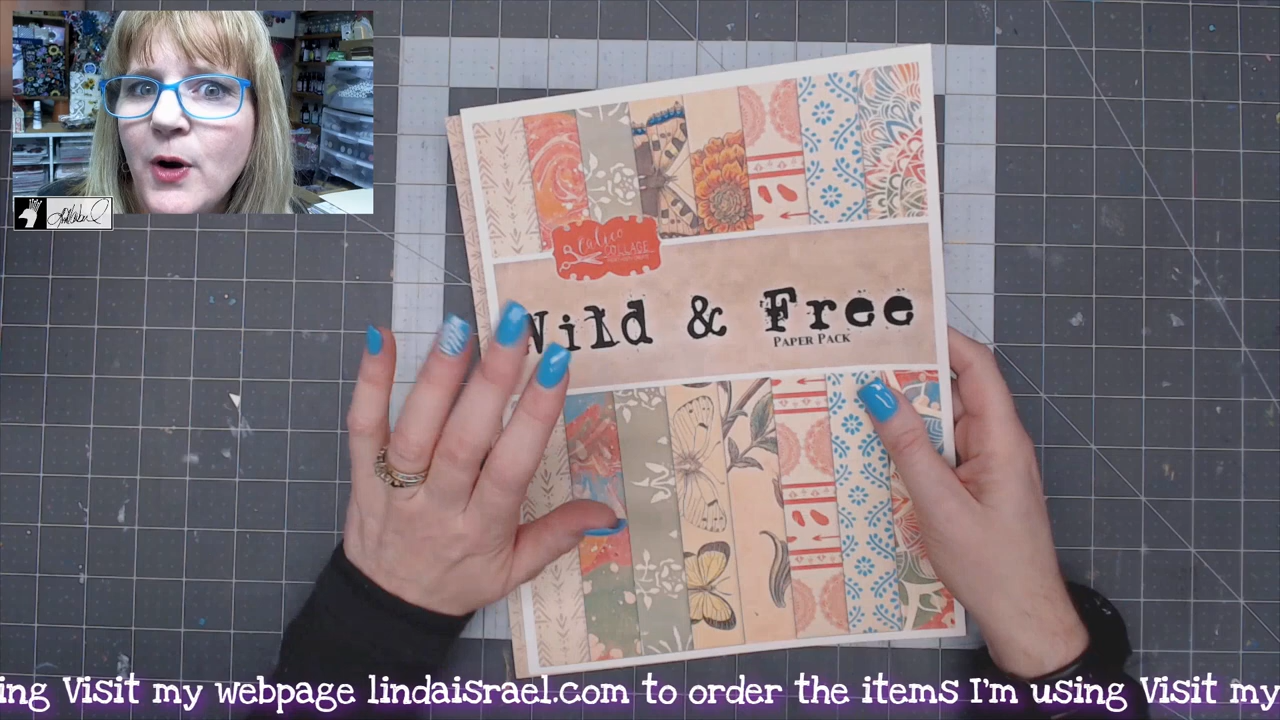 Calico
COLLAGE
Wild & Free
PAPER PACK
ing Visit my webpage lindaisrael.com to order the items I'm using Visit my